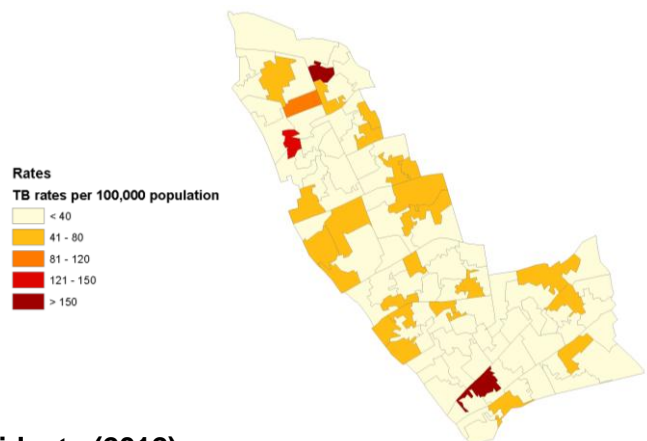 Rates
TB rates per 100,000 population
< 40
41 - 80
81 - 120
121 - 150
> 150